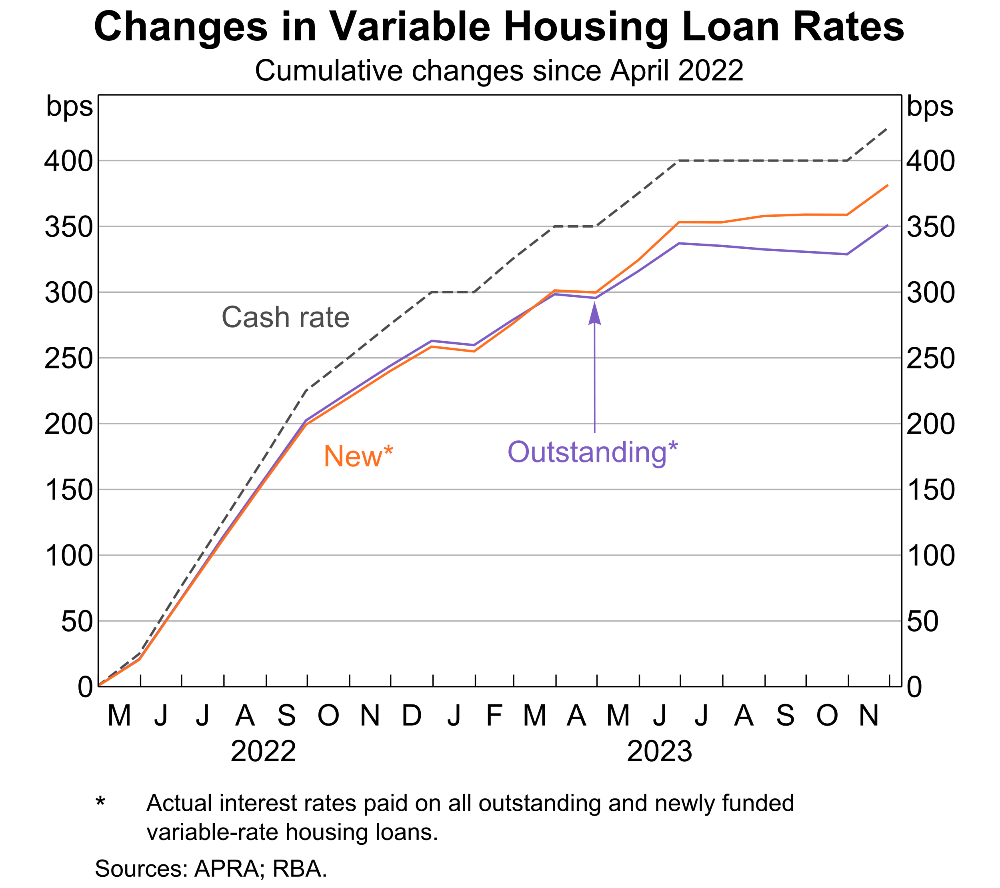 Changes in Variable Housing Loan Rates
Cumulative changes since April 2022
bps bps
400 400
350 350
300 300
Cash rate
250 250
200 200
New* Outstanding*
150 150
100 100
50 50
0 0
M J J A S O N D J F M A M J J A S O N
2022 2023
* Actual interest rates paid on all outstanding and newly funded
variable-rate housing loans.
Sources: APRA; RBA.